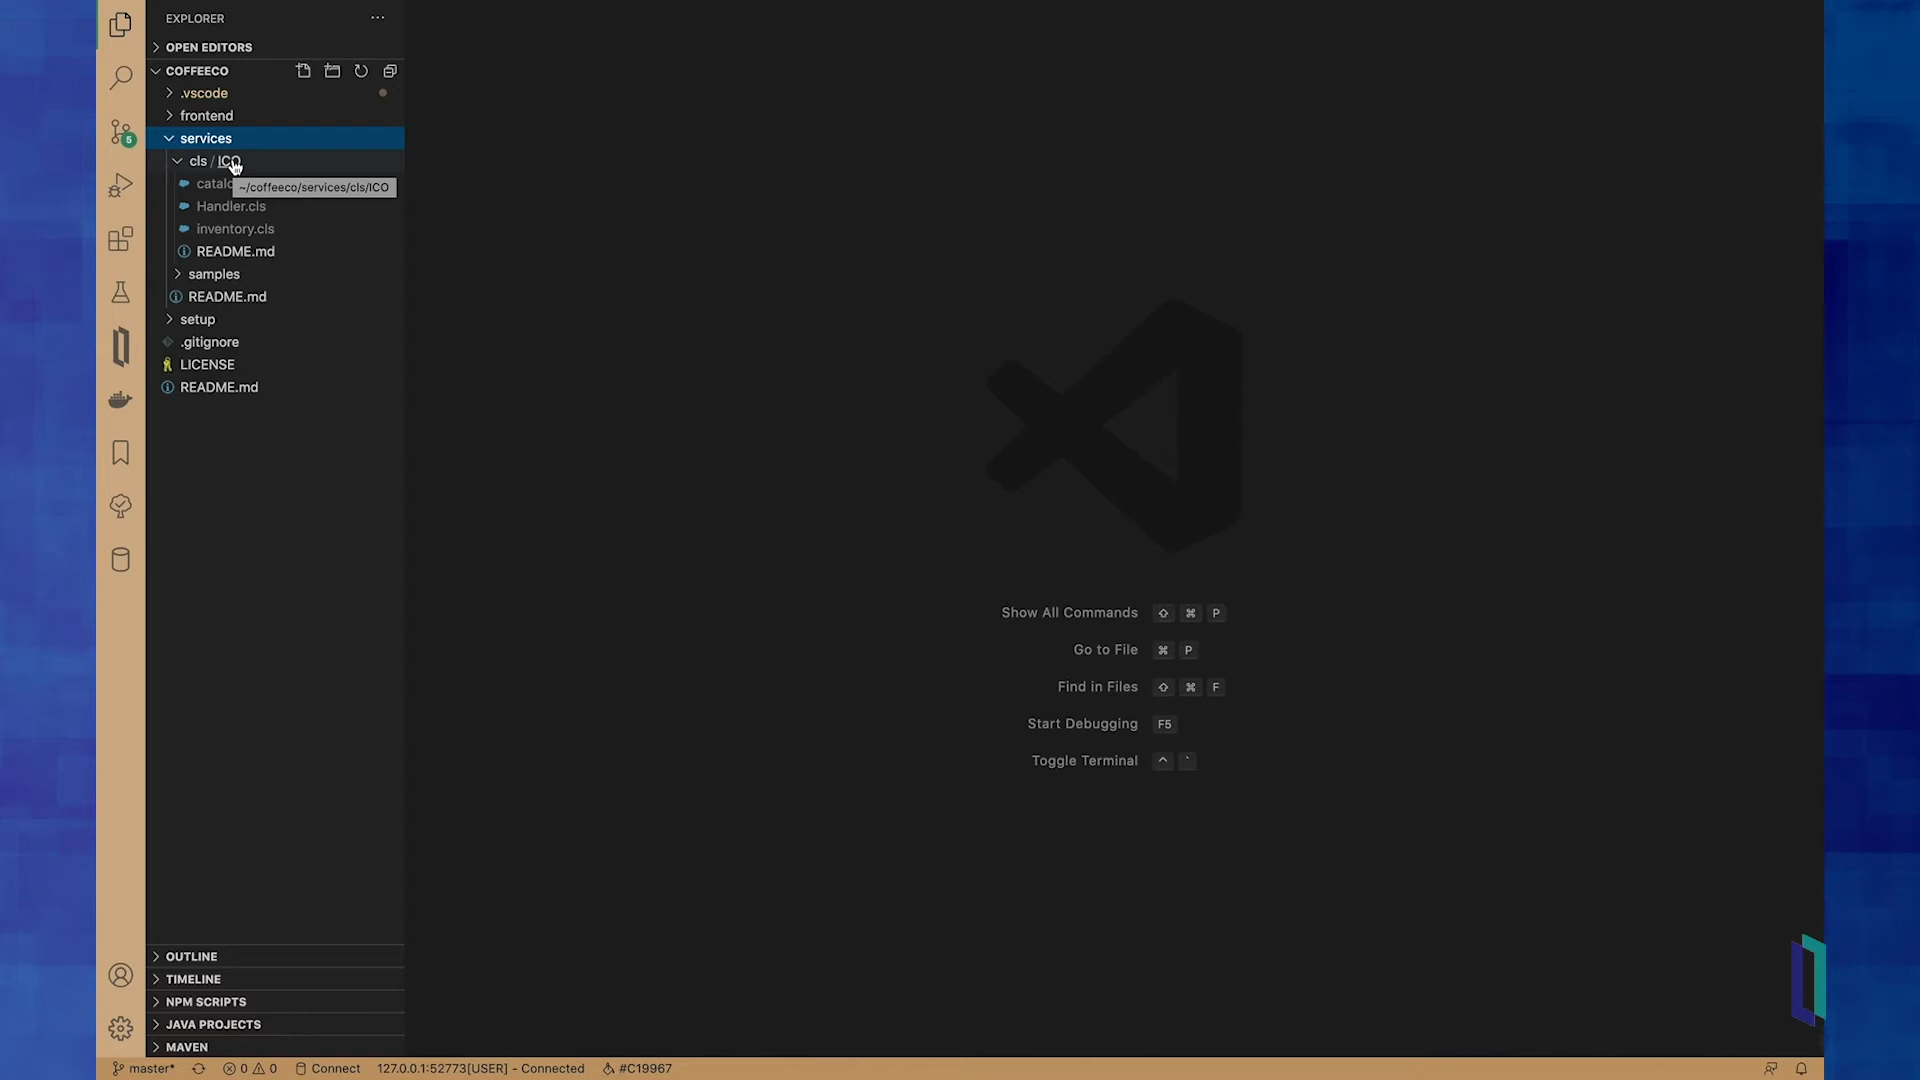 EXPLORER
OPEN EDITORS
COFFEECO
.vscode
frontend
5
services
cls / ICO
~/coffeeco/services/cls/ICO
Handler.cls
inventory.cls
README.md
samples
README.md
setup
.gitignore
LICENSE
README.md
Show All Commands ⇧ ⌘ P
Go to File ⌘ P
Find in Files ⇧ ⌘ F
Start Debugging F5
Toggle Terminal ^ `
OUTLINE
TIMELINE
NPM SCRIPTS
JAVA PROJECTS
MAVEN
master* 0 0 Connect 127.0.0.1:52773[USER] - Connected #C19967